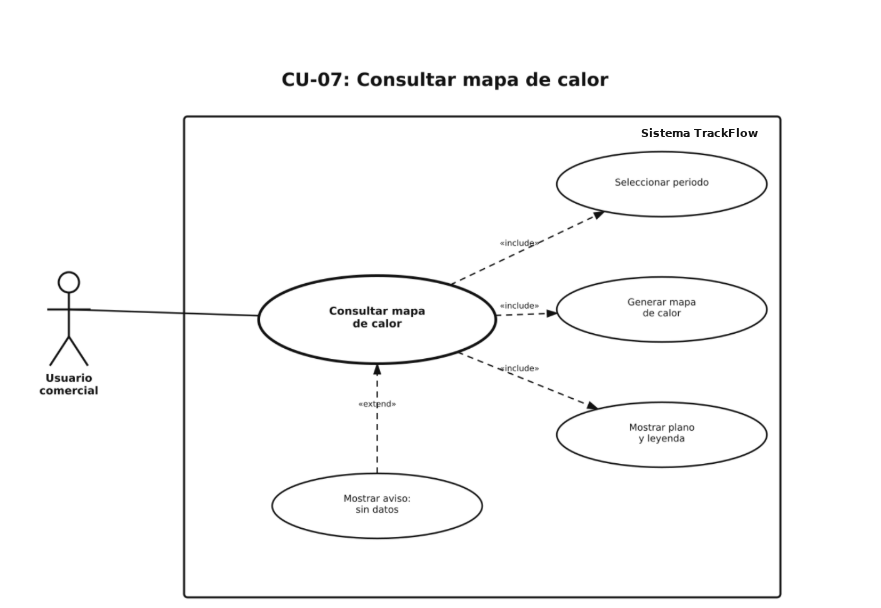 CU-07: Consultar mapa de calor
Sistema TrackFlow
Seleccionar periodo
«include»
Generar mapa
de calor
«include»
Consultar mapa
de calor
Usuario
comercial
«include»
Mostrar plano
y leyenda
«extend»
Mostrar aviso:
sin datos